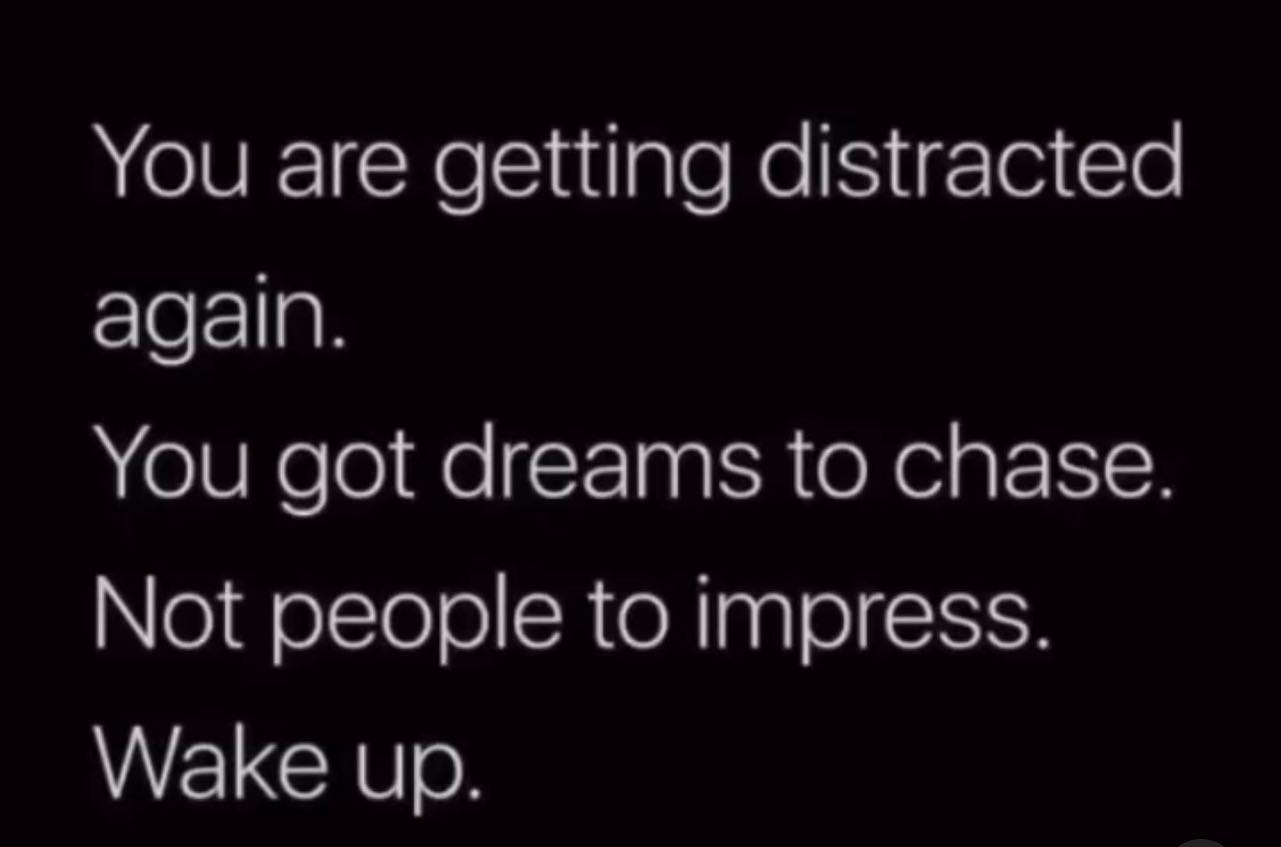 You are getting distracted
again.
You got dreams to chase.
Not people to impress.
Wake up.